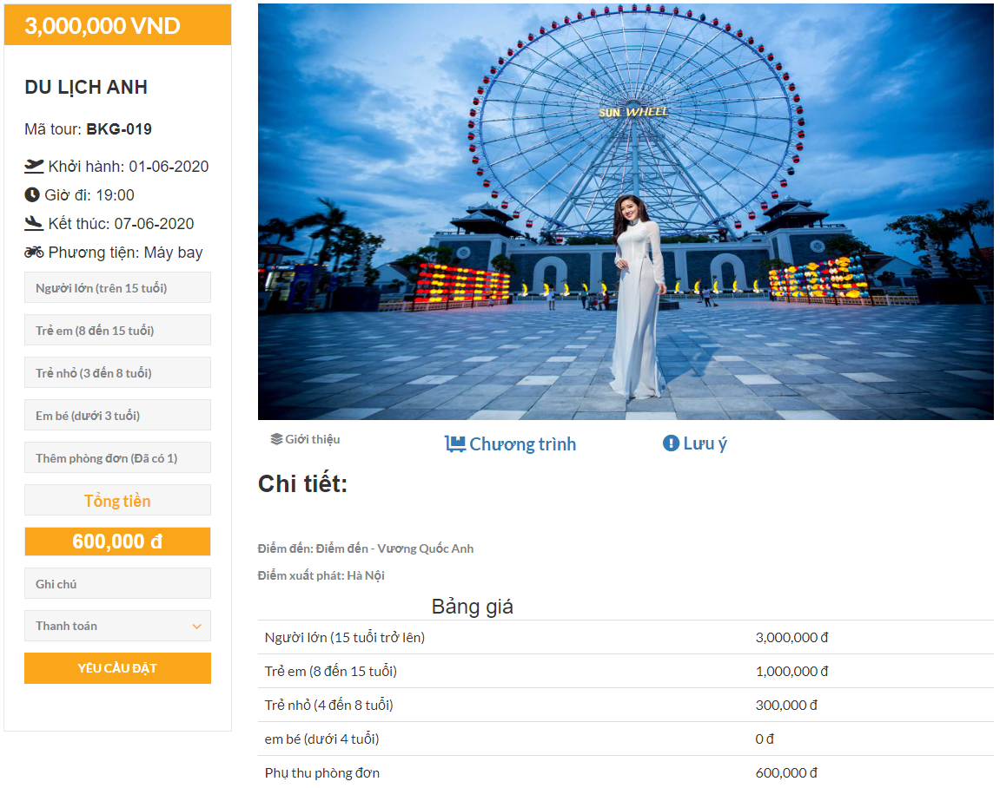 3,000,000 VND
DU LỊCH ANH
Mã tour: BKG-019
Khởi hành: 01-06-2020
Giờ đi: 19:00
Kết thúc: 07-06-2020
Phương tiện: Máy bay
Người lớn (trên 15 tuổi)
Trẻ em (8 đến 15 tuổi)
Trẻ nhỏ (3 đến 8 tuổi)
Em bé (dưới 3 tuổi)
Thêm phòng đơn (Đã có 1)
Tổng tiền
600,000 đ
Ghi chú
Thanh toán
YÊU CẦU ĐẶT
SUN WHEEL
Giới thiệu
Chương trình
Lưu ý
Chi tiết:
Điểm đến: Điểm đến - Vương Quốc Anh
Điểm xuất phát: Hà Nội
Bảng giá
Người lớn (15 tuổi trở lên) 3,000,000 đ
Trẻ em (8 đến 15 tuổi) 1,000,000 đ
Trẻ nhỏ (4 đến 8 tuổi) 300,000 đ
em bé (dưới 4 tuổi) 0 đ
Phụ thu phòng đơn 600,000 đ